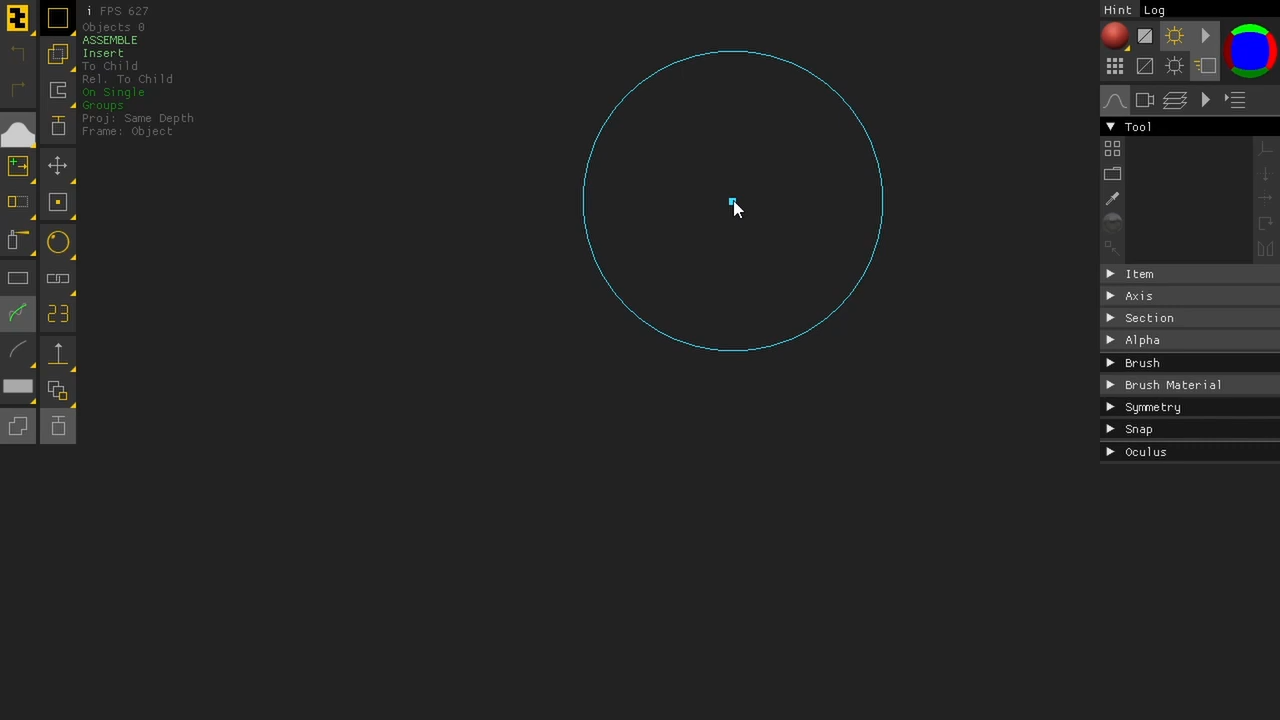 i FPS 627
Objects 0
ASSEMBLE
Insert
To Child
Rel. To Child
On Single
Groups
Proj: Same Depth
Frame: Object
23
Hint Log
Tool
Item
Axis
Section
Alpha
Brush
Brush Material
Symmetry
Snap
Oculus